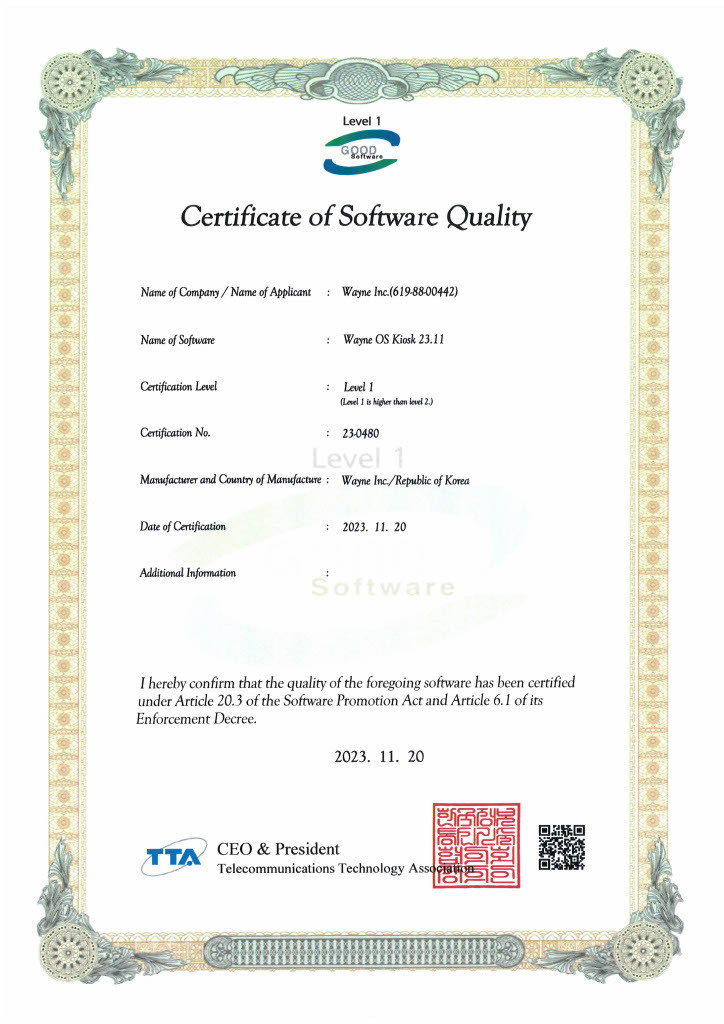 Level 1
GOOD
Software
Certificate of Software Quality
Name of Company / Name of Applicant : Wayne Inc.(619-88-00442)
Name of Software : Wayne OS Kiosk 23.11
Certification Level : Level 1
(Level 1 is higher than level 2.)
Certification No. : 23-0480
Level 1
Manufacturer and Country of Manufacture : Wayne Inc./Republic of Korea
Date of Certification : 2023. 11. 20
Additional Information :
Software
I hereby confirm that the quality of the foregoing software has been certified
under Article 20.3 of the Software Promotion Act and Article 6.1 of its
Enforcement Decree.
2023. 11. 20
TTA
CEO & President
Telecommunications Technology Association